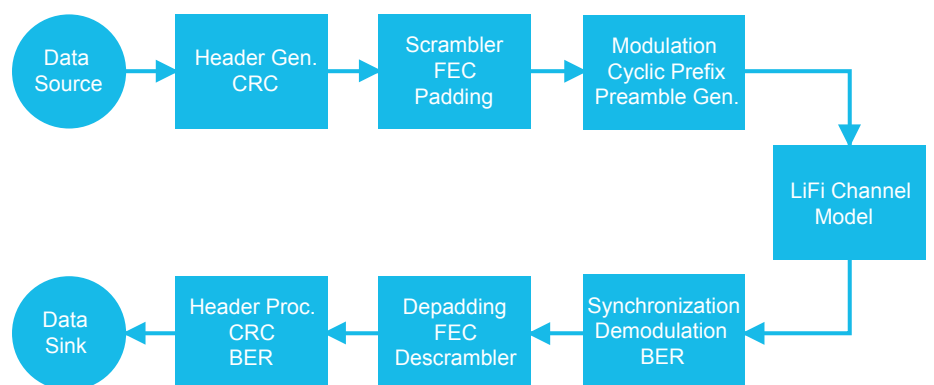 Data
Source
Header Gen.
CRC
Scrambler
FEC
Padding
Modulation
Cyclic Prefix
Preamble Gen.
LiFi Channel
Model
Synchronization
Demodulation
BER
Depadding
FEC
Descrambler
Header Proc.
CRC
BER
Data
Sink